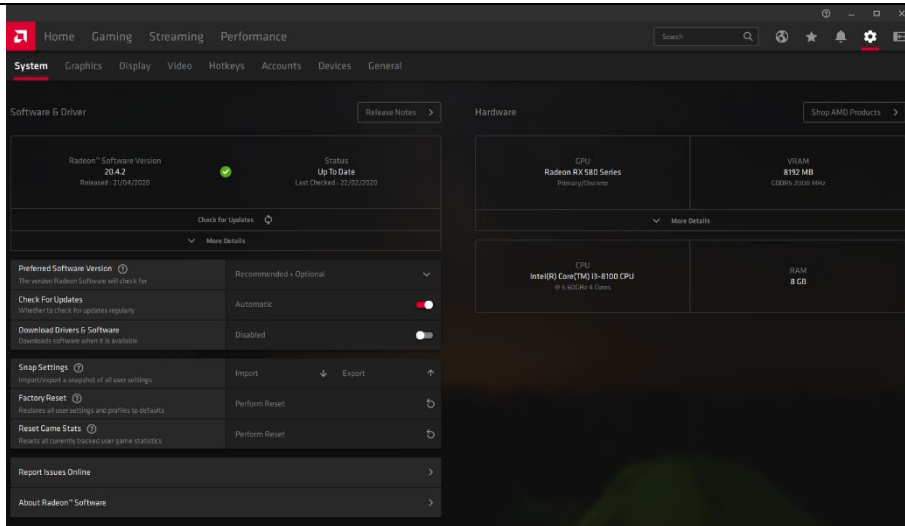 Home Gaming Streaming Performance
Search
System Graphics Display Video Hotkeys Accounts Devices General
Software & Driver
Release Notes
Radeon™ Software Version
20.4.2
Released : 21/04/2020
Status
Up To Date
Last Checked : 22/02/2020
Check for Updates
More Details
Preferred Software Version
The version Radeon Software will check for
Recommended + Optional
Check For Updates
Whether to check for updates regularly
Automatic
Download Drivers & Software
Downloads software when it is available
Disabled
Snap Settings
Import/export a snapshot of all user settings
Import Export
Factory Reset
Restores all user settings and profiles to defaults
Perform Reset
Reset Game Stats
Resets all currently tracked user game statistics
Perform Reset
Report Issues Online
About Radeon™ Software
Hardware
Shop AMD Products
GPU
Radeon RX 580 Series
Primary/Discrete
VRAM
8192 MB
GDDR5 2000 MHz
More Details
CPU
Intel(R) Core(TM) i3-8100 CPU
@ 3.60GHz 4 Cores
RAM
8 GB